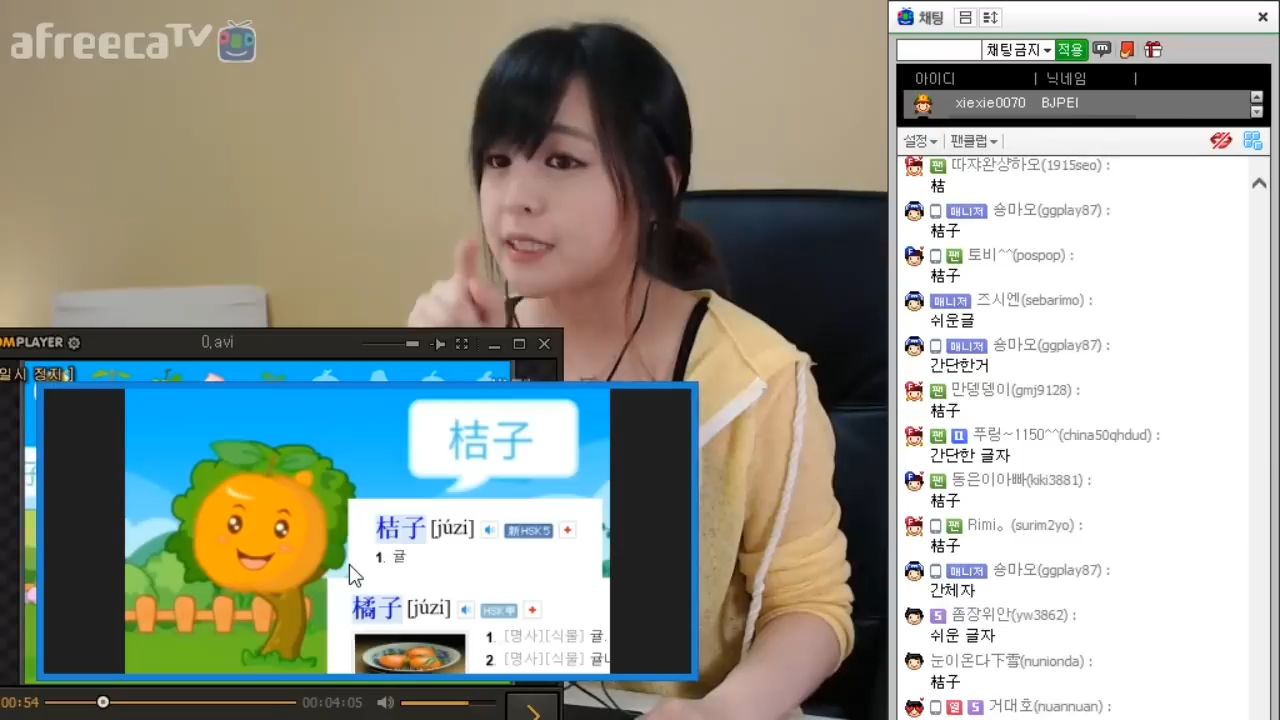 afreecaTV
채팅
채팅금지
적용
아이디 | 닉네임 |
xiexie0070 BJPEI
설정 팬클럽
팬 따쟈완샹하오(1915seo) :
桔
매니저 숑마오(ggplay87) :
桔子
팬 토비^^(pospop) :
桔子
매니저 즈시엔(sebarimo) :
쉬운글
매니저 숑마오(ggplay87) :
간단한거
팬 만뎅뎅이(gmj9128) :
桔子
팬 푸링~1150^^(china50qhdud) :
간단한 글자
팬 동은이아빠(kiki3881) :
桔子
팬 Rimi。(surim2yo) :
桔子
매니저 숑마오(ggplay87) :
간체자
S 좀장위안(yw3862) :
쉬운 글자
눈이온다下雪(nunionda) :
桔子
열 S 거대호(nuannuan) :
OMPLAYER
0.avi
일시 정지]
桔子
桔子 [júzi] 新HSK 5
1. 귤
橘子 [júzi] HSK 甲
1. [명사][식물] 귤.
2. [명사][식물] 귤나
00:54
00:04:05